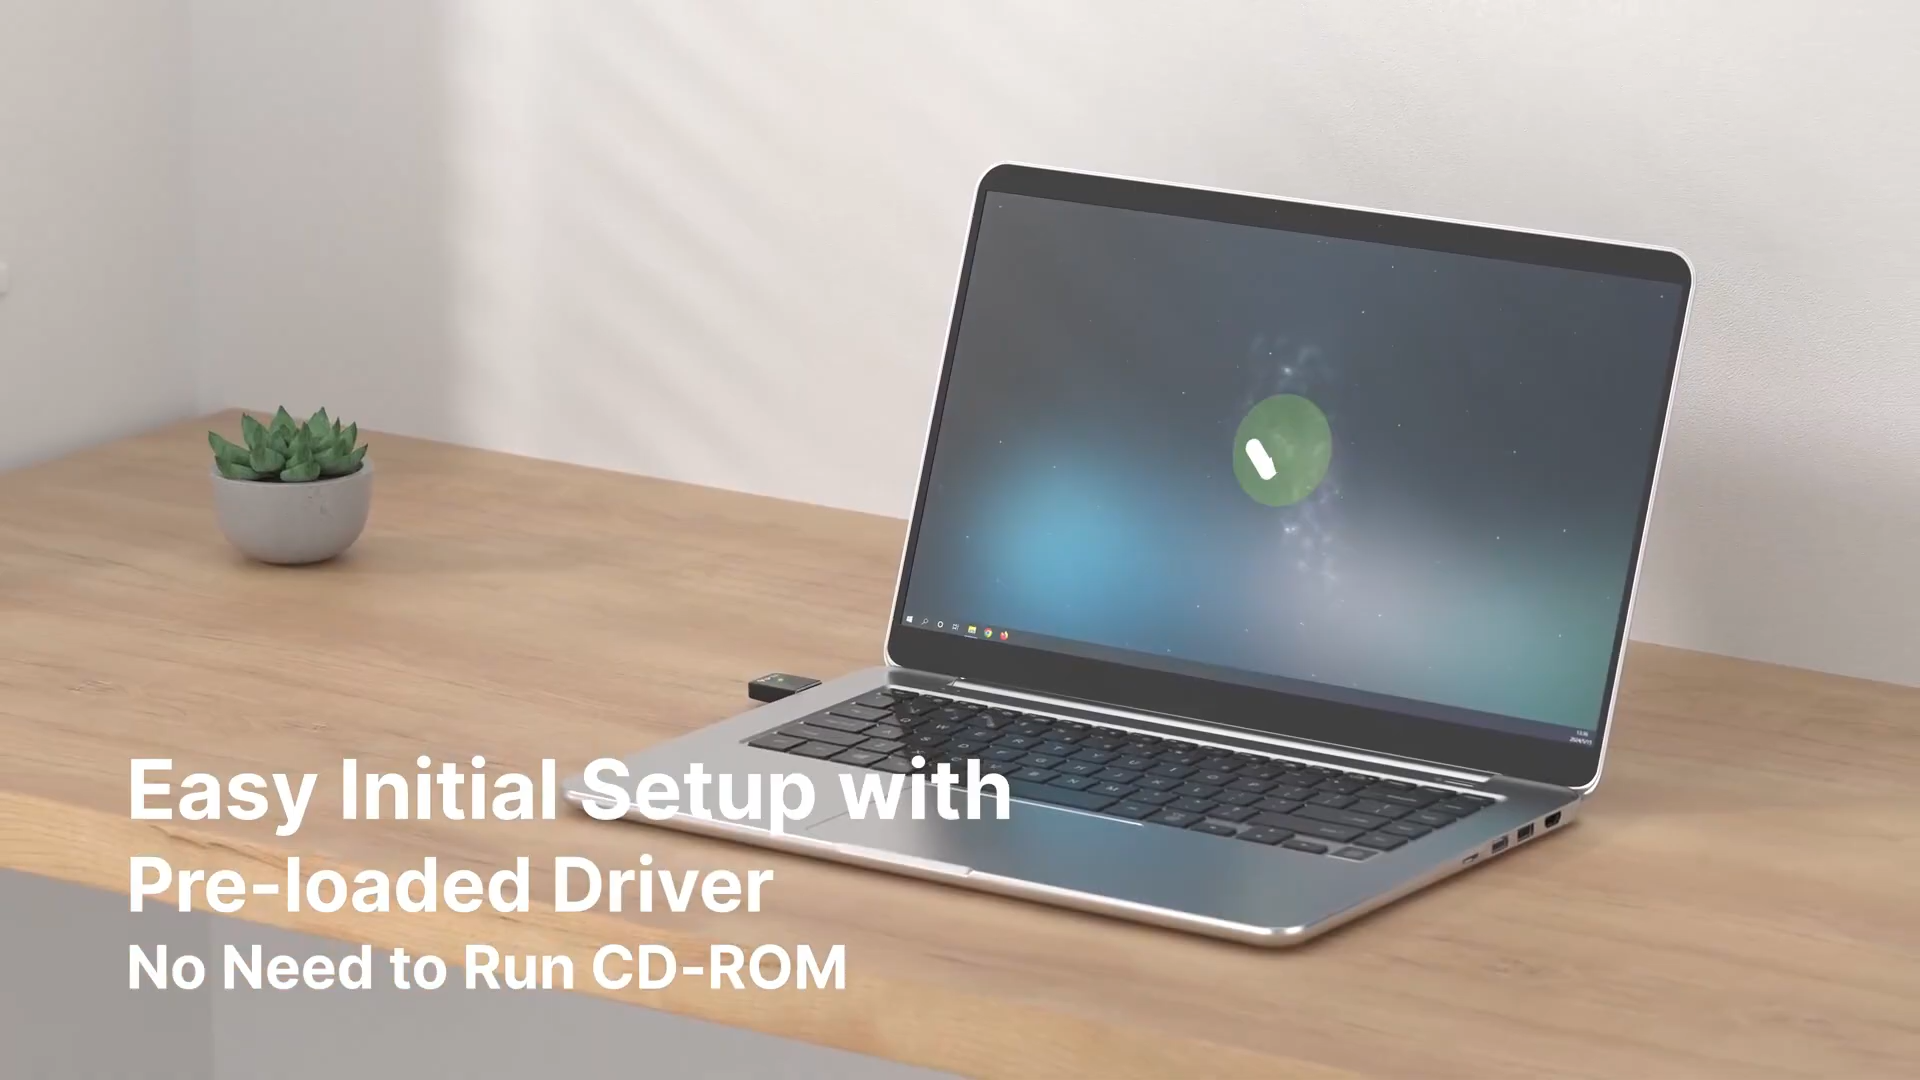 Easy Initial Setup with
Pre-loaded Driver
No Need to Run CD-ROM